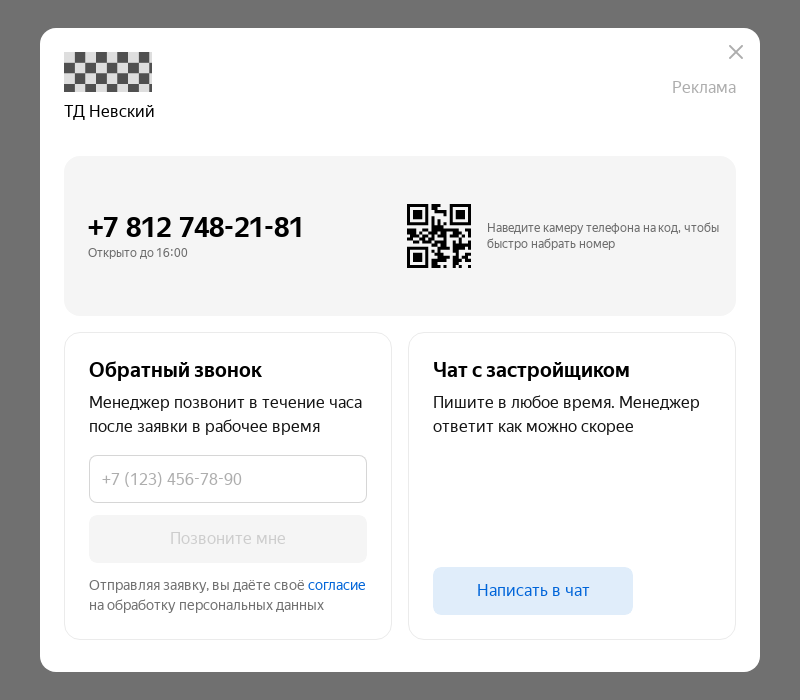 Реклама
ТД Невский
+7 812 748-21-81
Открыто до 16:00
Наведите камеру телефона на код, чтобы
быстро набрать номер
Обратный звонок
Менеджер позвонит в течение часа
после заявки в рабочее время
+7 (123) 456-78-90
Позвоните мне
Отправляя заявку, вы даёте своё согласие
на обработку персональных данных
Чат с застройщиком
Пишите в любое время. Менеджер
ответит как можно скорее
Написать в чат